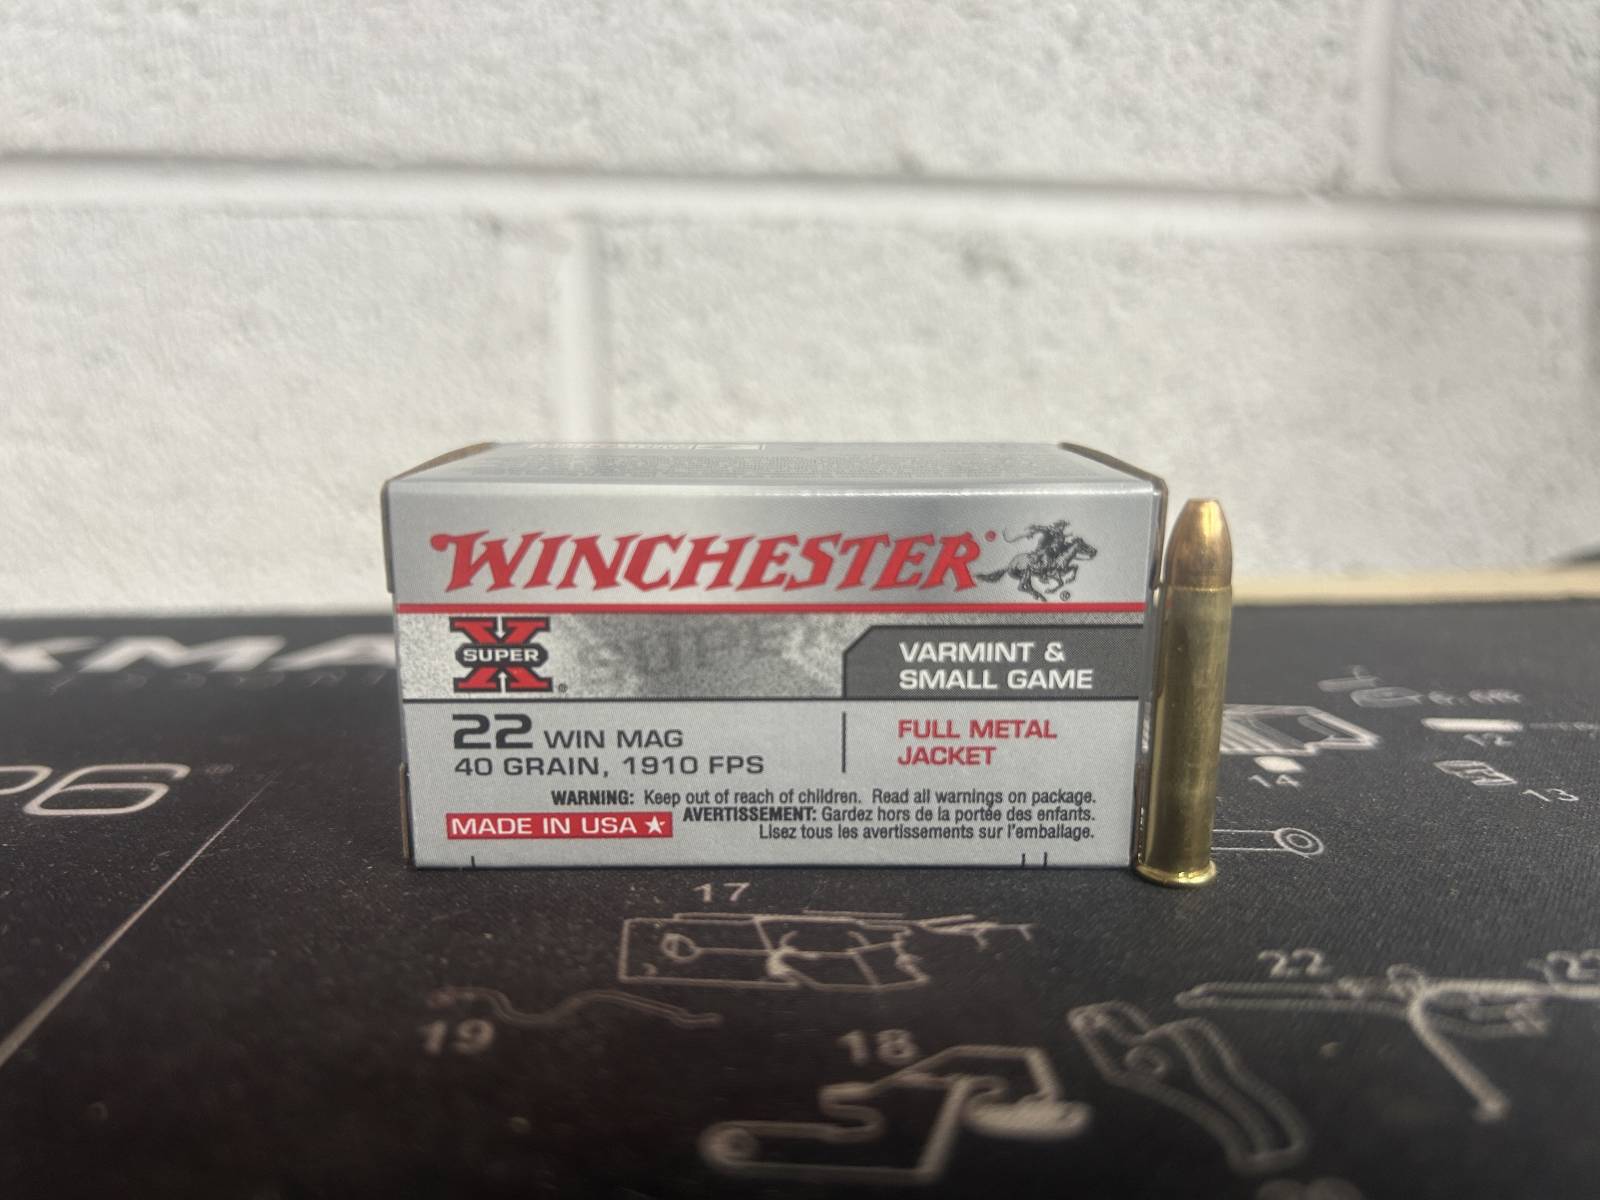 WINCHESTER®
SUPER X®
VARMINT &
SMALL GAME
22 WIN MAG
40 GRAIN, 1910 FPS
FULL METAL
JACKET
WARNING: Keep out of reach of children. Read all warnings on package.
AVERTISSEMENT: Gardez hors de la portée des enfants.
Lisez tous les avertissements sur l'emballage.
MADE IN USA
12
14
13
17
22
19
18